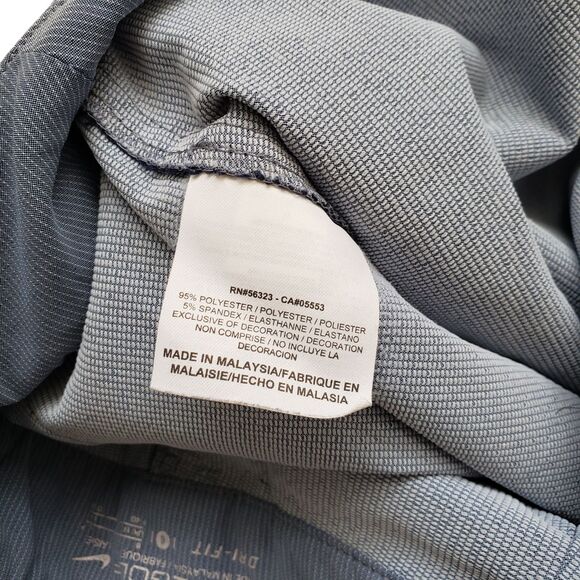 RN#56323 - CA#05553
95% POLYESTER / POLYESTER / POLIESTER
5% SPANDEX / ELASTHANNE / ELASTANO
EXCLUSIVE OF DECORATION / DECORATION
NON COMPRISE / NO INCLUYE LA
DECORACION
MADE IN MALAYSIA/FABRIQUE EN
MALAISIE/HECHO EN MALASIA
DRI-FIT
MALAYSIA